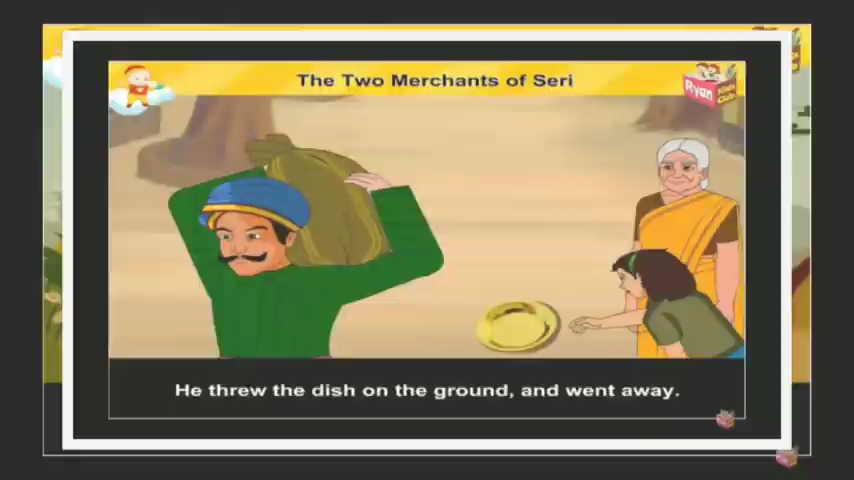 The Two Merchants of Seri
Ryan
He threw the dish on the ground, and went away.